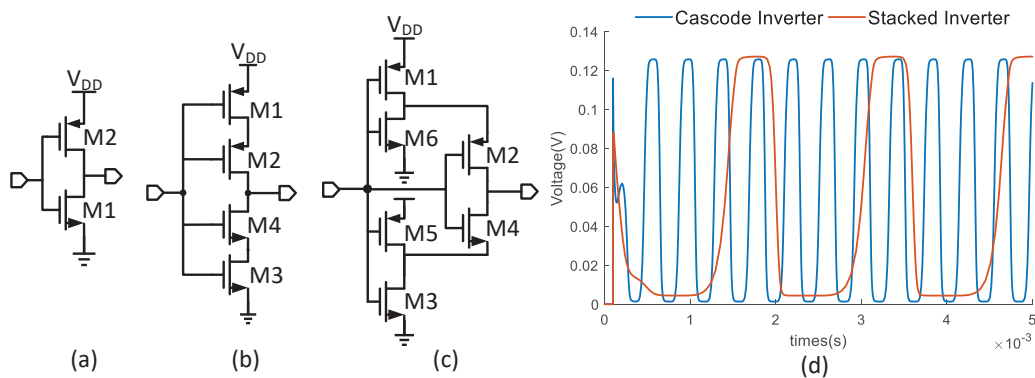 V_DD
M2
M1
(a)
V_DD
M1
M2
M4
M3
(b)
V_DD
M1
M6
M2
M5
M4
M3
(c)
Cascode Inverter
Stacked Inverter
Voltage(V)
0.14
0.12
0.1
0.08
0.06
0.04
0.02
0
0 1 2 3 4 5
times(s)
×10⁻³
(d)